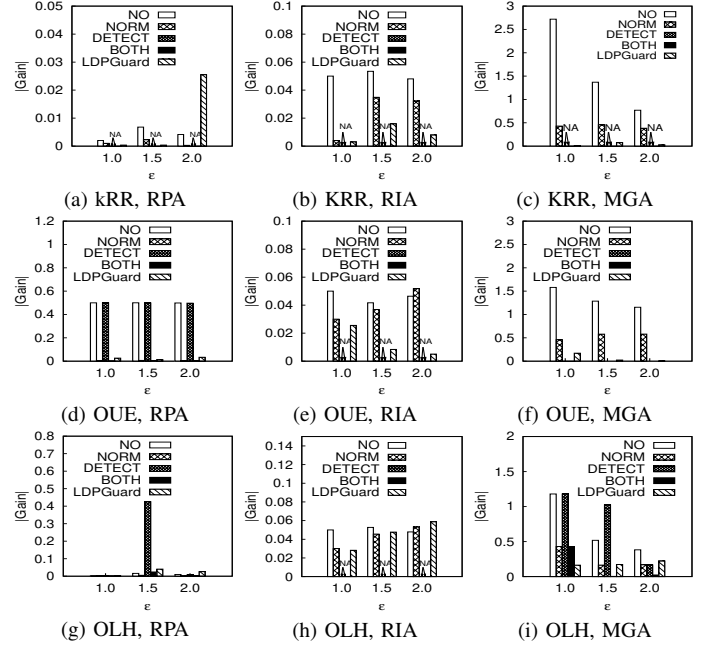 0.05
0.04
0.03
0.02
0.01
0
|Gain|
NO
NORM
DETECT
BOTH
LDPGuard
NA NA NA
1.0 1.5 2.0
ε
(a) kRR, RPA
0.1
0.08
0.06
0.04
0.02
0
|Gain|
NO
NORM
DETECT
BOTH
LDPGuard
NA NA NA
1.0 1.5 2.0
ε
(b) KRR, RIA
3
2.5
2
1.5
1
0.5
0
|Gain|
NO
NORM
DETECT
BOTH
LDPGuard
NA NA NA
1.0 1.5 2.0
ε
(c) KRR, MGA
1.2
1
0.8
0.6
0.4
0.2
0
|Gain|
NO
NORM
DETECT
BOTH
LDPGuard
1.0 1.5 2.0
ε
(d) OUE, RPA
0.1
0.08
0.06
0.04
0.02
0
|Gain|
NO
NORM
DETECT
BOTH
LDPGuard
NA NA NA
1.0 1.5 2.0
ε
(e) OUE, RIA
3
2.5
2
1.5
1
0.5
0
|Gain|
NO
NORM
DETECT
BOTH
LDPGuard
1.0 1.5 2.0
ε
(f) OUE, MGA
0.8
0.7
0.6
0.5
0.4
0.3
0.2
0.1
0
|Gain|
NO
NORM
DETECT
BOTH
LDPGuard
1.0 1.5 2.0
ε
(g) OLH, RPA
0.14
0.12
0.1
0.08
0.06
0.04
0.02
0
|Gain|
NO
NORM
DETECT
BOTH
LDPGuard
NA NA NA
1.0 1.5 2.0
ε
(h) OLH, RIA
2
1.5
1
0.5
0
|Gain|
NO
NORM
DETECT
BOTH
LDPGuard
1.0 1.5 2.0
ε
(i) OLH, MGA